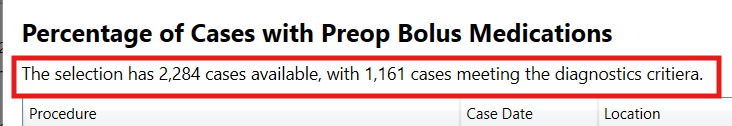 Percentage of Cases with Preop Bolus Medications
The selection has 2,284 cases available, with 1,161 cases meeting the diagnostics critiera.
Procedure Case Date Location